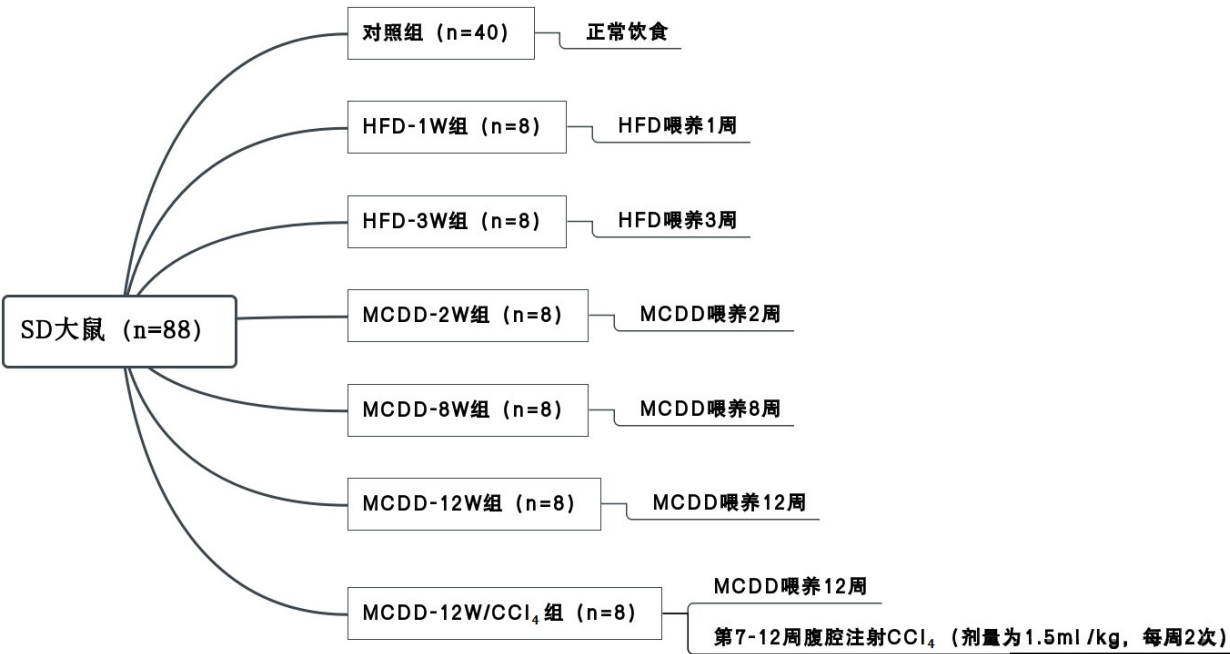 对照组（n=40）
正常饮食
HFD-1W组（n=8）
HFD喂养1周
HFD-3W组（n=8）
HFD喂养3周
SD大鼠（n=88）
MCDD-2W组（n=8）
MCDD喂养2周
MCDD-8W组（n=8）
MCDD喂养8周
MCDD-12W组（n=8）
MCDD喂养12周
MCDD-12W/CCl₄ 组（n=8）
MCDD喂养12周
第7-12周腹腔注射CCl₄（剂量为1.5ml /kg，每周2次）